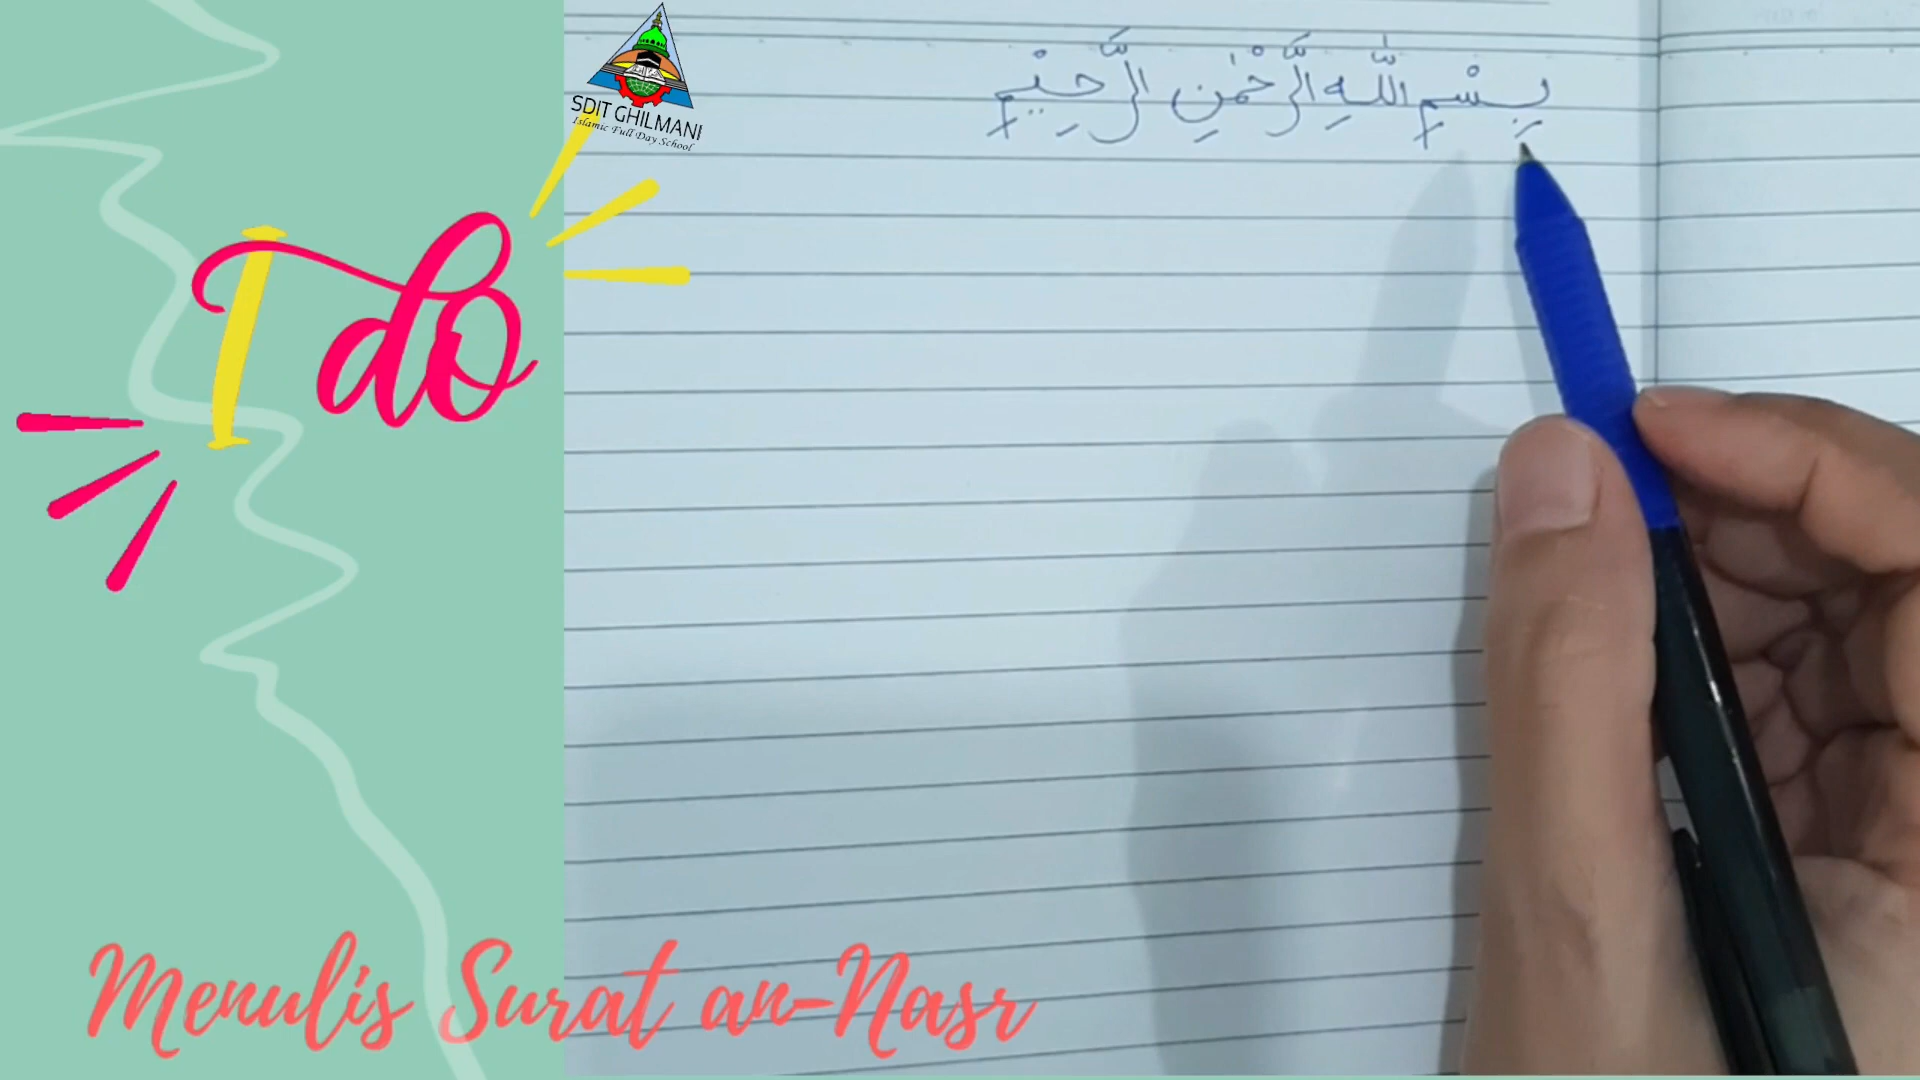 SDIT GHILMANI
Islamic Full Day School
بِسْمِ اللّٰهِ الرَّحْمٰنِ الرَّحِيْمِ
I do
Menulis Surat an-Nasr